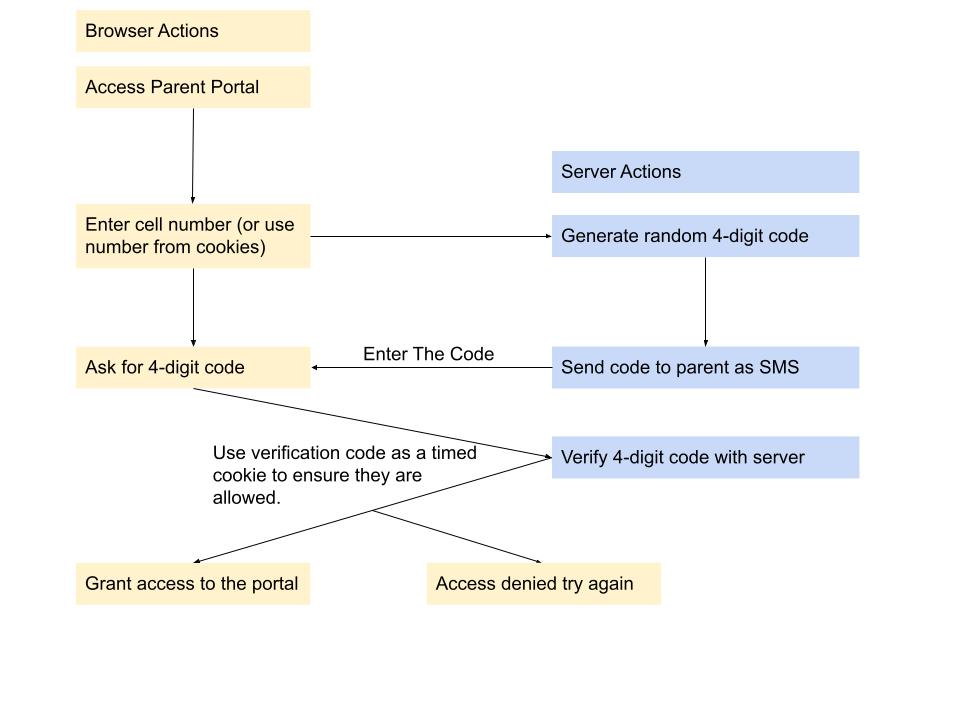 Browser Actions
Access Parent Portal
Server Actions
Enter cell number (or use
number from cookies)
Generate random 4-digit code
Enter The Code
Ask for 4-digit code
Send code to parent as SMS
Use verification code as a timed
cookie to ensure they are
allowed.
Verify 4-digit code with server
Grant access to the portal
Access denied try again